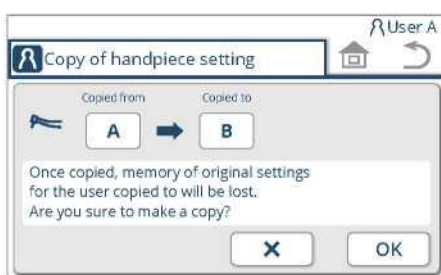 User A
Copy of handpiece setting
Copied from Copied to
A B
Once copied, memory of original settings
for the user copied to will be lost.
Are you sure to make a copy?
OK